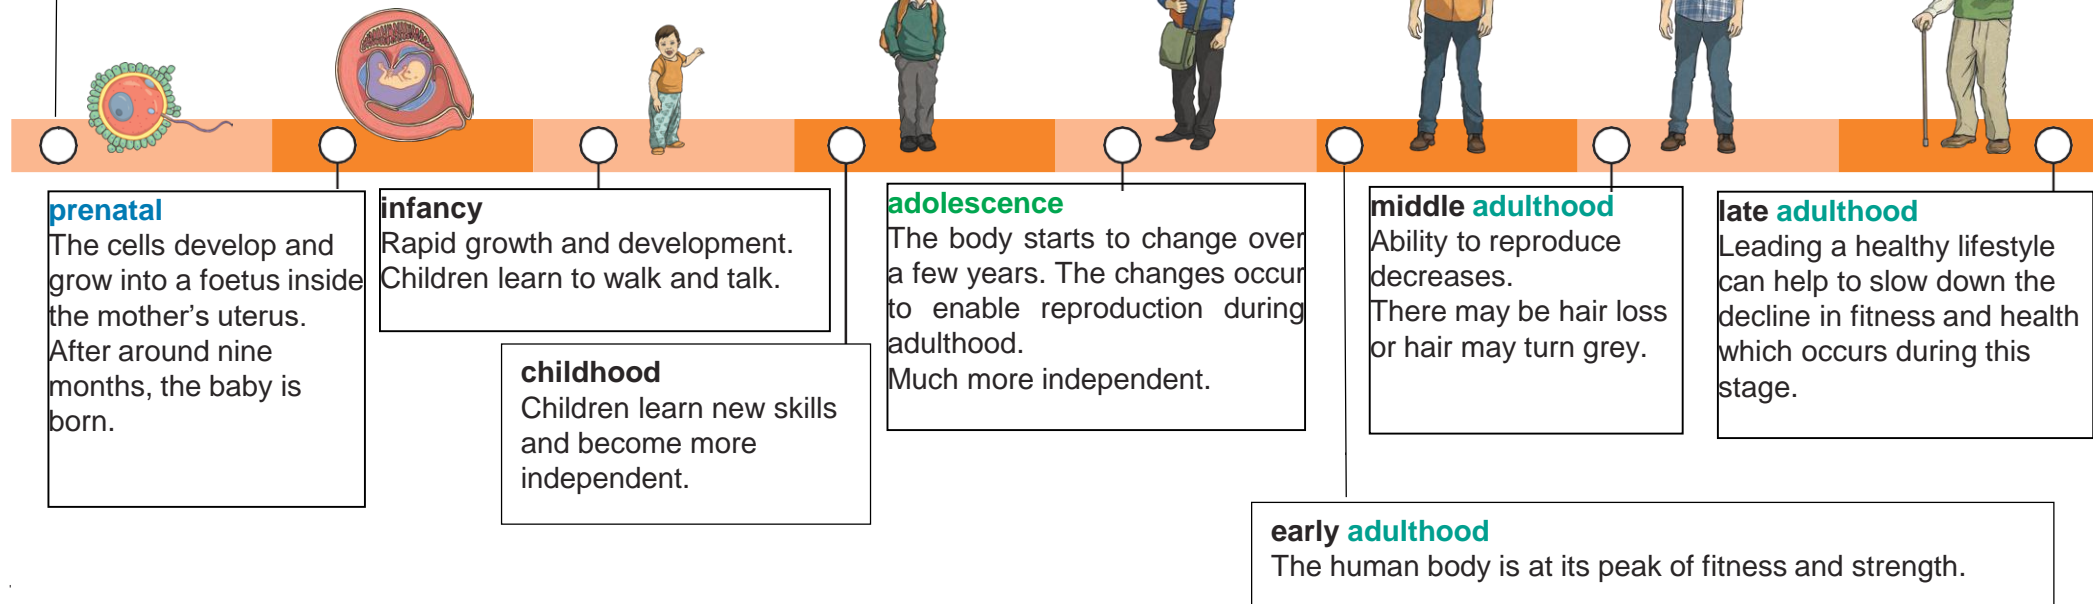 prenatal
The cells develop and
grow into a foetus inside
the mother’s uterus.
After around nine
months, the baby is
born.
infancy
Rapid growth and development.
Children learn to walk and talk.
childhood
Children learn new skills
and become more
independent.
adolescence
The body starts to change over
a few years. The changes occur
to enable reproduction during
adulthood.
Much more independent.
early adulthood
The human body is at its peak of fitness and strength.
middle adulthood
Ability to reproduce
decreases.
There may be hair loss
or hair may turn grey.
late adulthood
Leading a healthy lifestyle
can help to slow down the
decline in fitness and health
which occurs during this
stage.